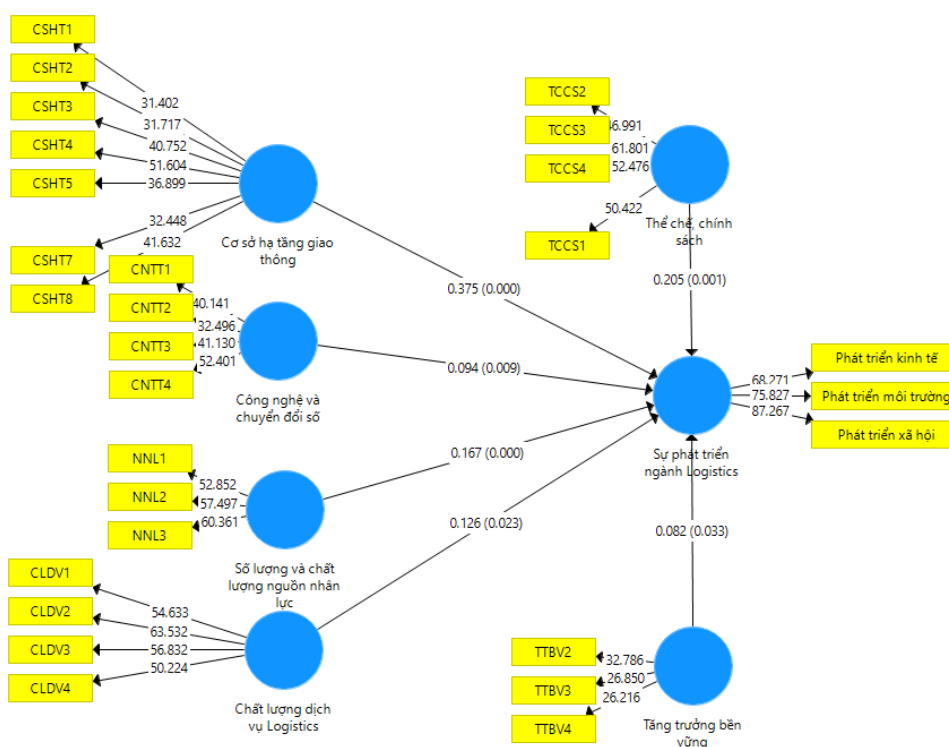 CSHT1
CSHT2
CSHT3
CSHT4
CSHT5
CSHT7
CSHT8
31.402
31.717
40.752
51.604
36.899
32.448
41.632
Cơ sở hạ tầng giao
thông
CNTT1
CNTT2
CNTT3
CNTT4
40.141
32.496
41.130
52.401
Công nghệ và
chuyển đổi số
NNL1
NNL2
NNL3
52.852
57.497
60.361
Số lượng và chất
lượng nguồn nhân
lực
CLDV1
CLDV2
CLDV3
CLDV4
54.633
63.532
56.832
50.224
Chất lượng dịch
vụ Logistics
0.375 (0.000)
0.094 (0.009)
0.167 (0.000)
0.126 (0.023)
TCCS2
TCCS3
TCCS4
TCCS1
46.991
61.801
52.476
50.422
Thể chế, chính
sách
0.205 (0.001)
Sự phát triển
ngành Logistics
68.271
75.827
87.267
Phát triển kinh tế
Phát triển môi trường
Phát triển xã hội
0.082 (0.033)
TTBV2
TTBV3
TTBV4
32.786
26.850
26.216
Tăng trưởng bền
vững